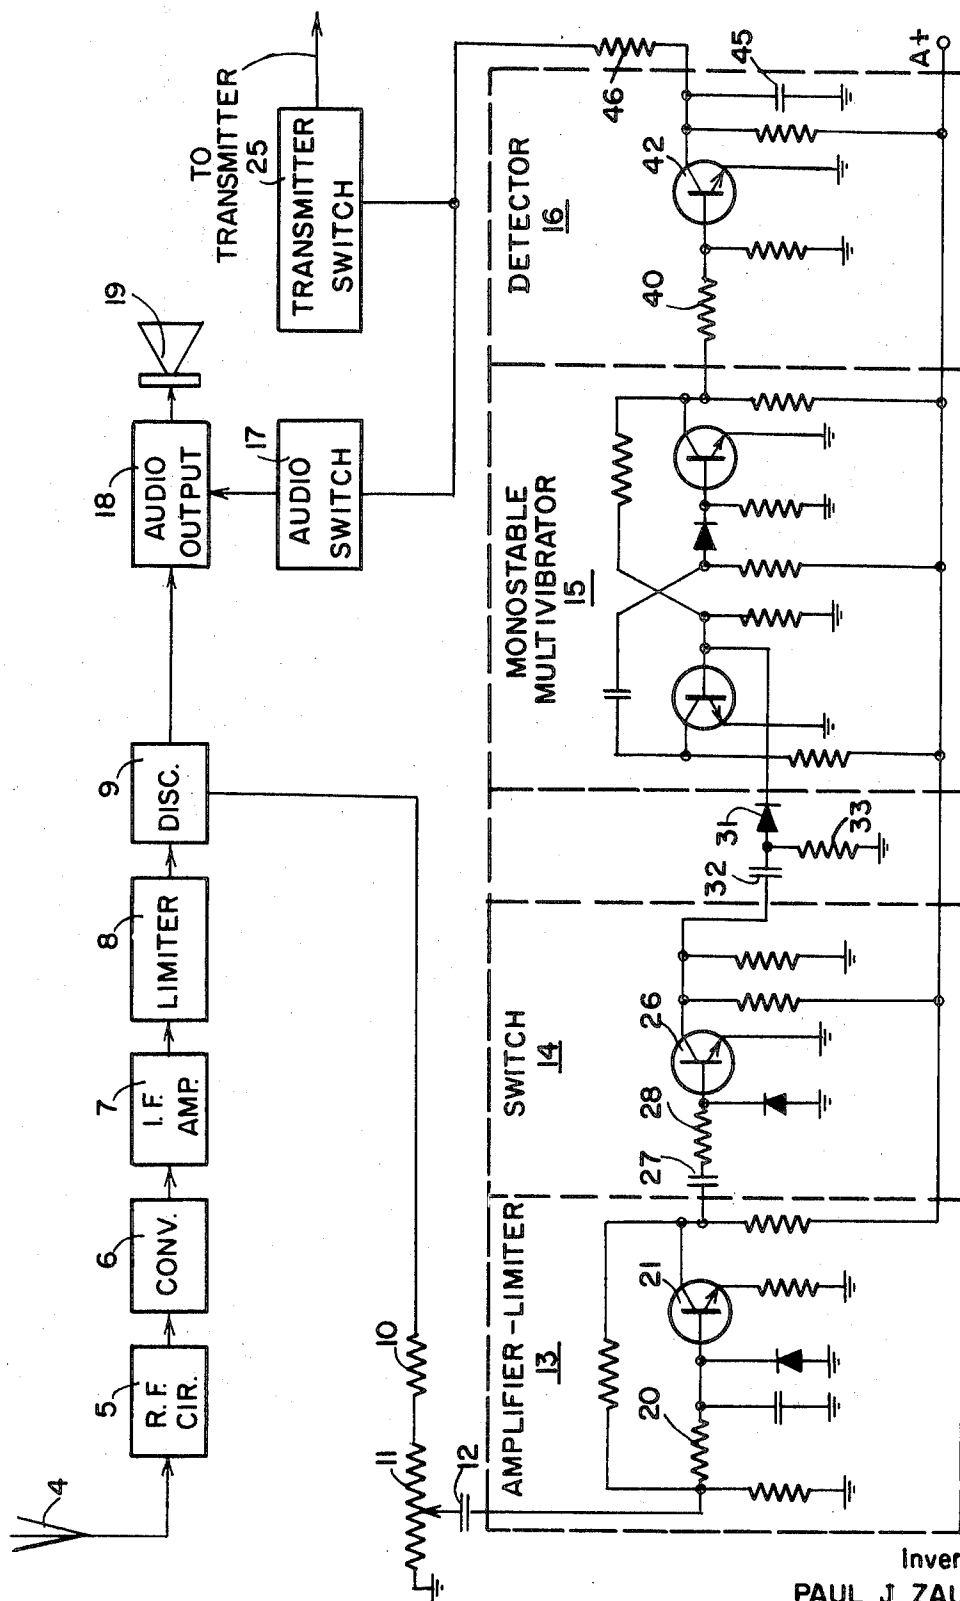 4
5
R.F.
CIR.
6
CONV.
7
I.F.
AMP.
8
LIMITER
9
DISC.
18
AUDIO
OUTPUT
19
17
AUDIO
SWITCH
TO
TRANSMITTER
25
TRANSMITTER
SWITCH
10
11
12
AMPLIFIER-LIMITER
13
20
21
SWITCH
14
27
28
26
32
31
33
MONOSTABLE
MULTIVIBRATOR
15
DETECTOR
16
40
42
46
45
A+
PAUL J. ZAU